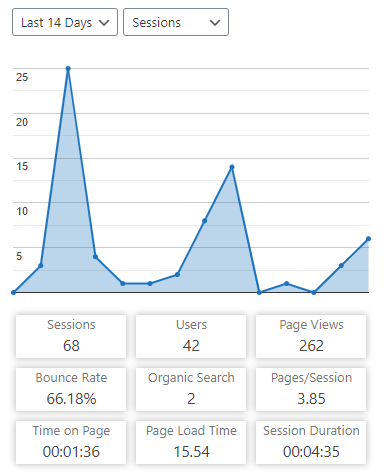 Last 14 Days Sessions
25
20
15
10
5
Sessions Users Page Views
68 42 262
Bounce Rate Organic Search Pages/Session
66.18% 2 3.85
Time on Page Page Load Time Session Duration
00:01:36 15.54 00:04:35